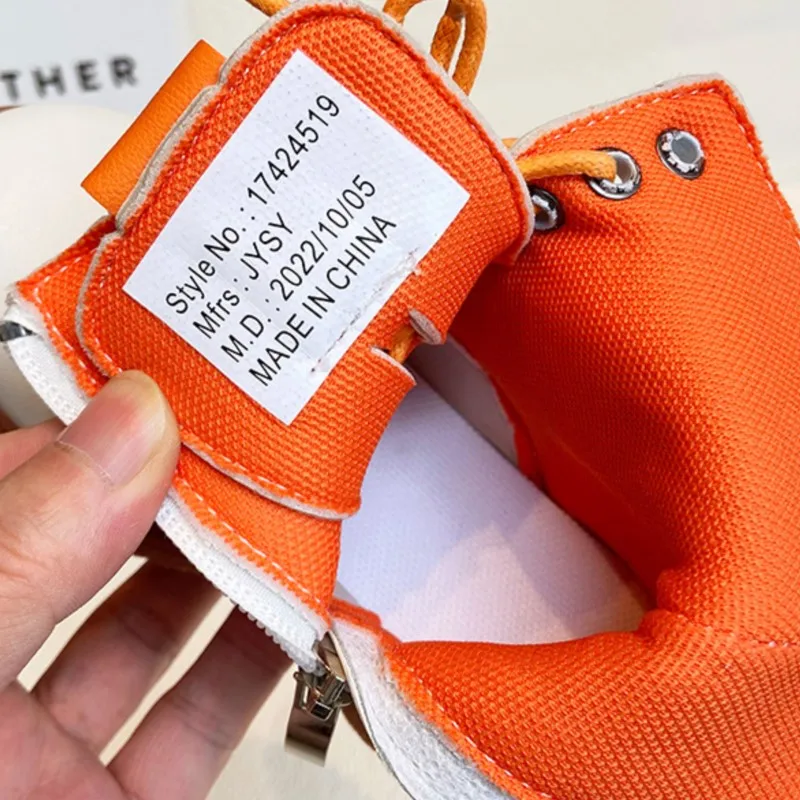 THER
Style No.: 17424519
Mfrs : JYSY
M.D.: 2022/10/05
MADE IN CHINA